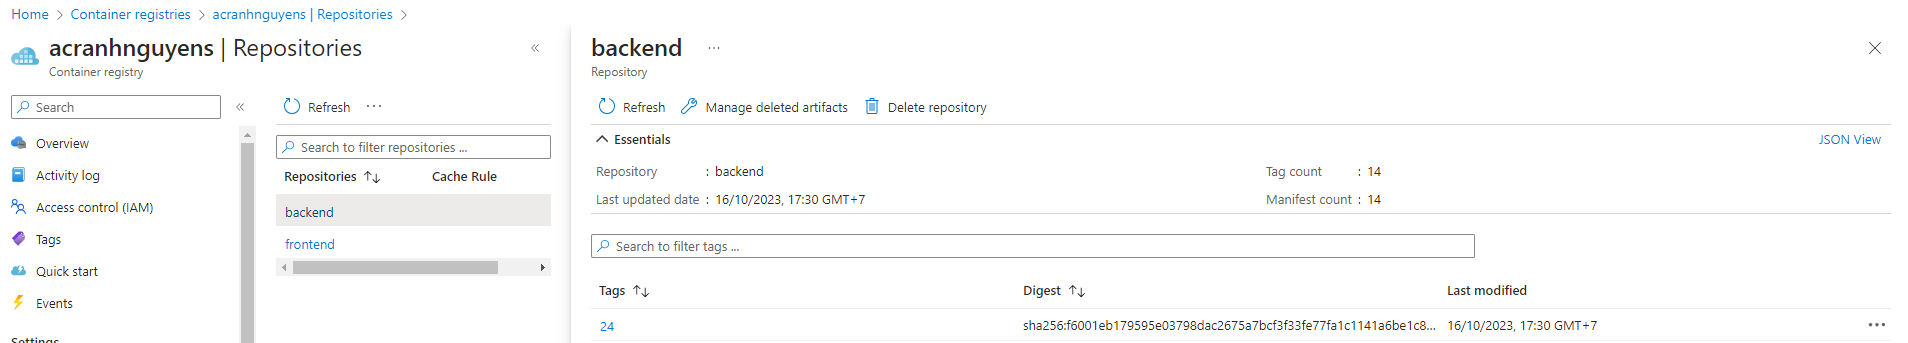 Home > Container registries > acranhnguyens | Repositories >
acranhnguyens | Repositories
Container registry
Search
Overview
Activity log
Access control (IAM)
Tags
Quick start
Events
Settings
Refresh ...
Search to filter repositories ...
Repositories Cache Rule
backend
frontend
backend ...
Repository
Refresh Manage deleted artifacts Delete repository
Essentials JSON View
Repository : backend Tag count : 14
Last updated date : 16/10/2023, 17:30 GMT+7 Manifest count : 14
Search to filter tags ...
Tags Digest Last modified
24 sha256:f6001eb179595e03798dac2675a7bcf3f33fe77fa1c1141a6be1c8... 16/10/2023, 17:30 GMT+7 ...